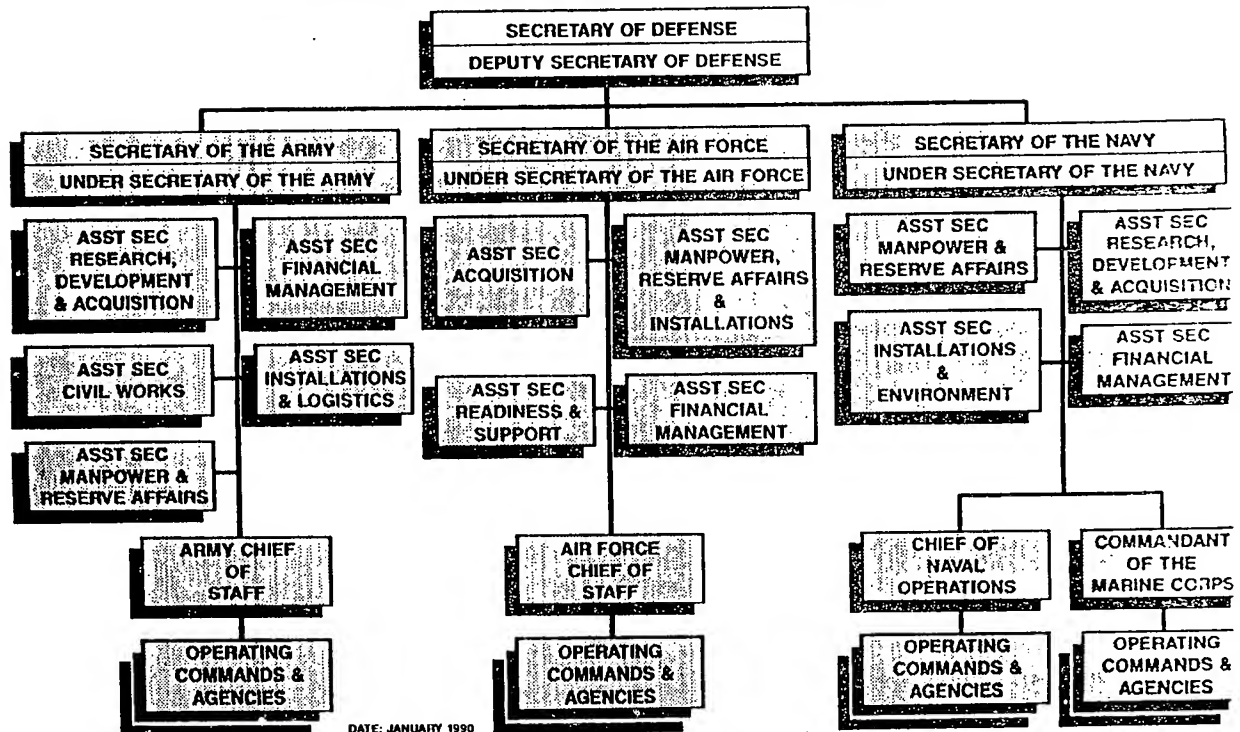 SECRETARY OF DEFENSE
DEPUTY SECRETARY OF DEFENSE
SECRETARY OF THE ARMY
UNDER SECRETARY OF THE ARMY
SECRETARY OF THE AIR FORCE
UNDER SECRETARY OF THE AIR FORCE
SECRETARY OF THE NAVY
UNDER SECRETARY OF THE NAVY
ASST SEC
RESEARCH,
DEVELOPMENT
& ACQUISITION
ASST SEC
FINANCIAL
MANAGEMENT
ASST SEC
CIVIL WORKS
ASST SEC
INSTALLATIONS
& LOGISTICS
ASST SEC
MANPOWER &
RESERVE AFFAIRS
ARMY CHIEF
OF
STAFF
OPERATING
COMMANDS &
AGENCIES
ASST SEC
ACQUISITION
ASST SEC
MANPOWER,
RESERVE AFFAIRS
&
INSTALLATIONS
ASST SEC
READINESS &
SUPPORT
ASST SEC
FINANCIAL
MANAGEMENT
AIR FORCE
CHIEF OF
STAFF
OPERATING
COMMANDS &
AGENCIES
ASST SEC
MANPOWER &
RESERVE AFFAIRS
ASST SEC
RESEARCH,
DEVELOPMENT
& ACQUISITION
ASST SEC
INSTALLATIONS
&
ENVIRONMENT
ASST SEC
FINANCIAL
MANAGEMENT
CHIEF OF
NAVAL
OPERATIONS
COMMANDANT
OF THE
MARINE CORPS
OPERATING
COMMANDS &
AGENCIES
OPERATING
COMMANDS &
AGENCIES
DATE: JANUARY 1990